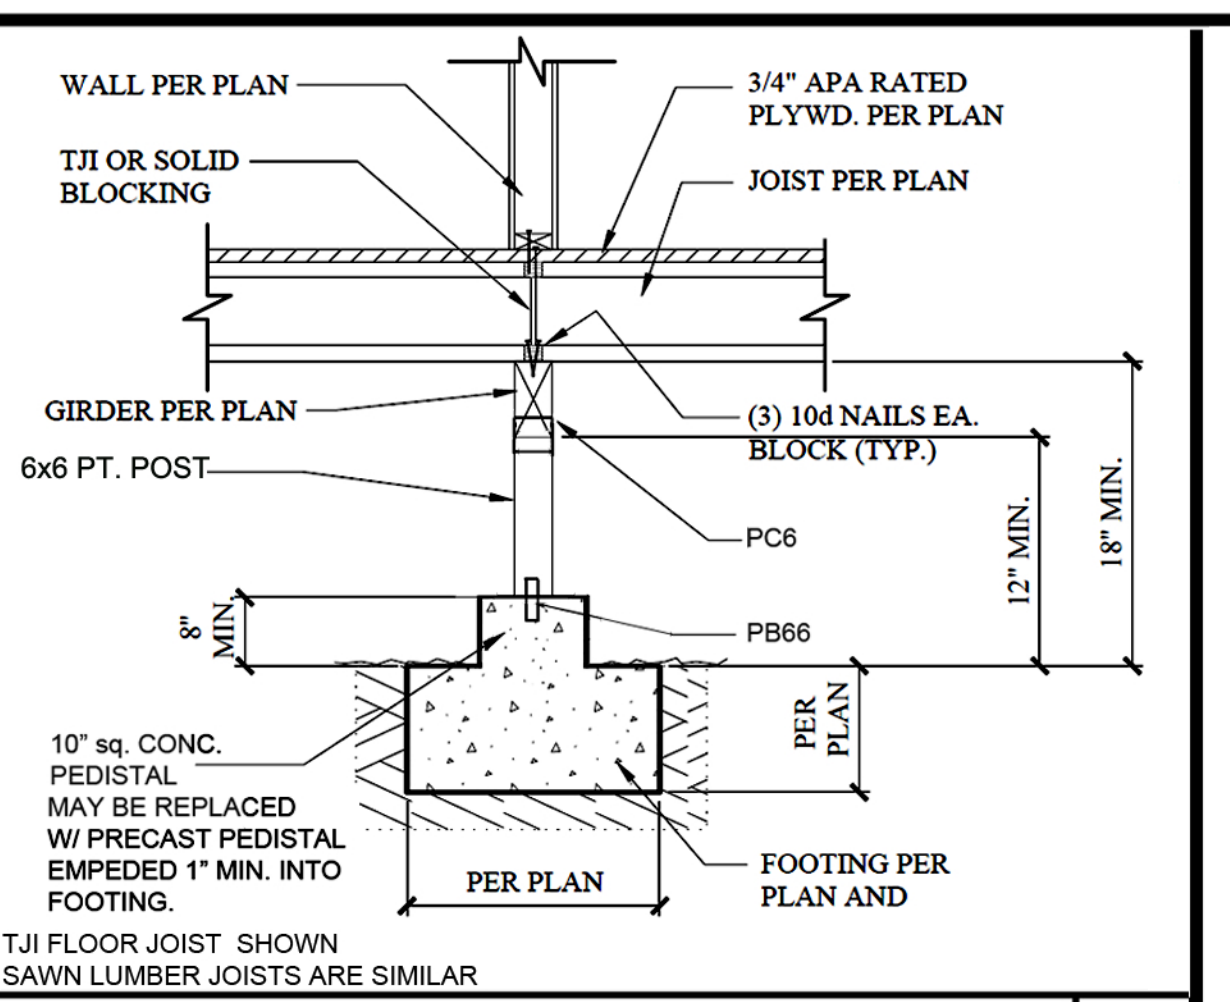 WALL PER PLAN
TJI OR SOLID
BLOCKING
3/4" APA RATED
PLYWD. PER PLAN
JOIST PER PLAN
GIRDER PER PLAN
(3) 10d NAILS EA.
BLOCK (TYP.)
6x6 PT. POST
PC6
12" MIN.
18" MIN.
8"
MIN.
PB66
PER
PLAN
10” sq. CONC.
PEDISTAL
MAY BE REPLACED
W/ PRECAST PEDISTAL
EMPEDED 1” MIN. INTO
FOOTING.
PER PLAN
FOOTING PER
PLAN AND
TJI FLOOR JOIST SHOWN
SAWN LUMBER JOISTS ARE SIMILAR